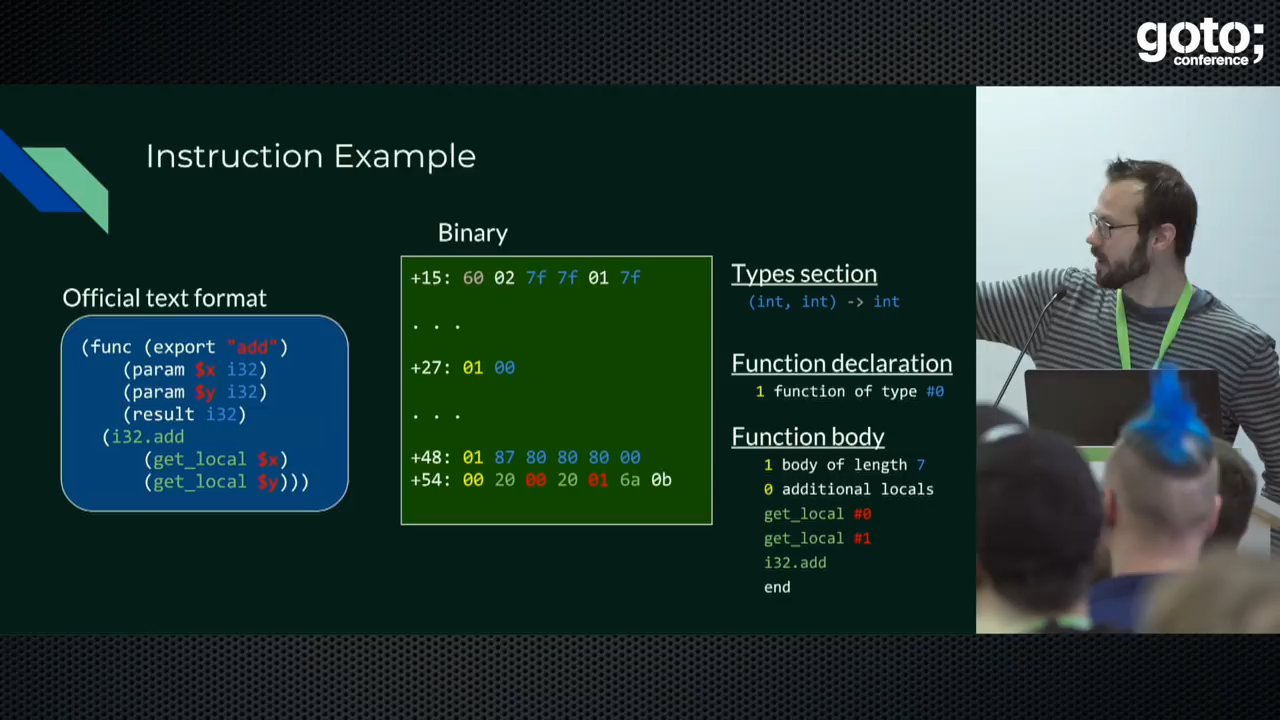 goto;
conference
Instruction Example
Official text format
(func (export "add")
(param $x i32)
(param $y i32)
(result i32)
(i32.add
(get_local $x)
(get_local $y)))
Binary
+15: 60 02 7f 7f 01 7f
. . .
+27: 01 00
. . .
+48: 01 87 80 80 80 00
+54: 00 20 00 20 01 6a 0b
Types section
(int, int) -> int
Function declaration
1 function of type #0
Function body
1 body of length 7
0 additional locals
get_local #0
get_local #1
i32.add
end